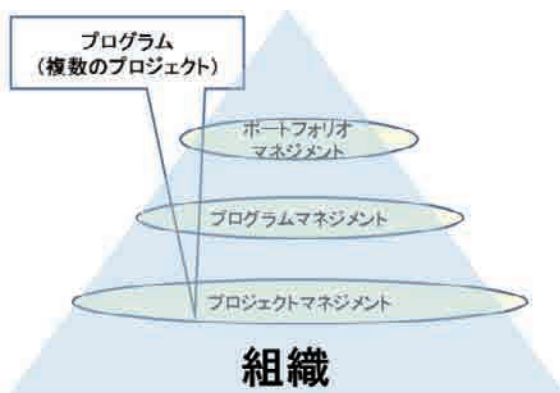 プログラム
(複数のプロジェクト)
ポートフォリオ
マネジメント
プログラムマネジメント
プロジェクトマネジメント
組織